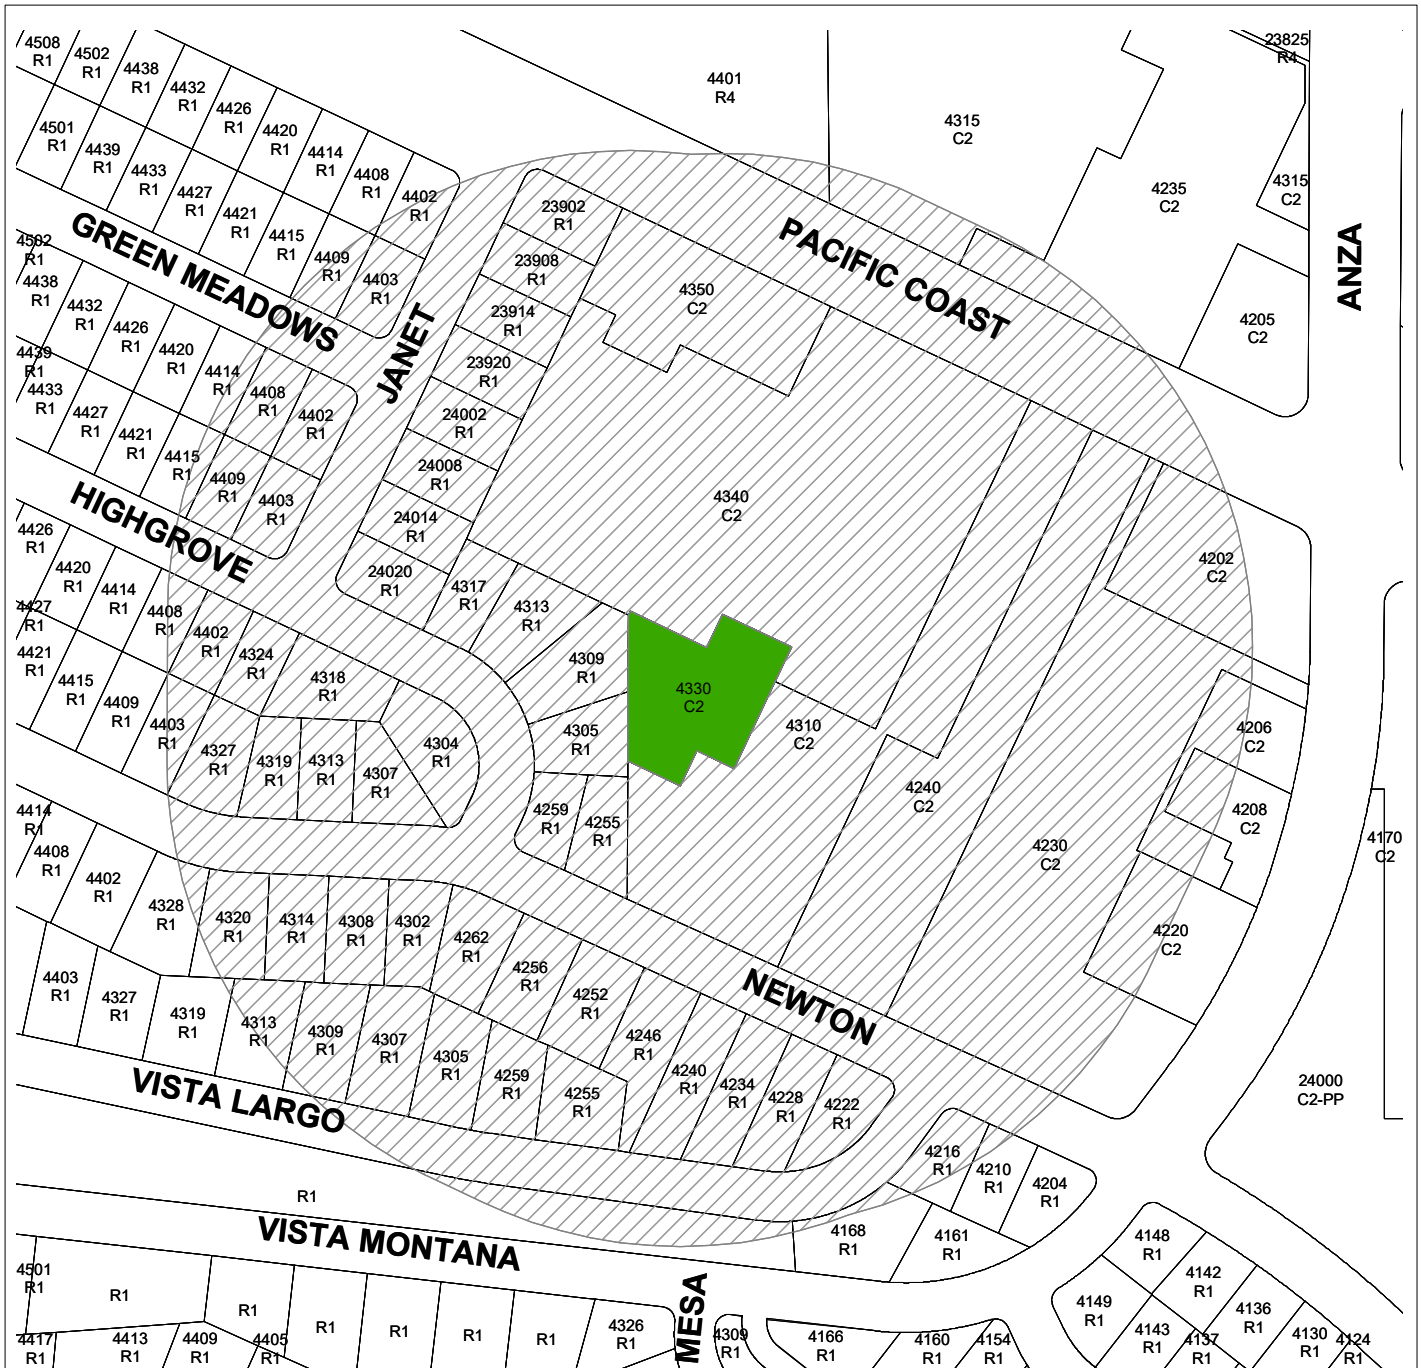 4508
R1
4502
R1
4438
R1
4432
R1
4426
R1
4420
R1
4414
R1
4408
R1
4402
R1
4501
R1
4439
R1
4433
R1
4427
R1
4421
R1
4415
R1
4409
R1
4403
R1
4401
R4
4315
C2
23825
R4
4235
C2
4315
C2
4205
C2
ANZA
PACIFIC COAST
GREEN MEADOWS
JANET
23902
R1
23908
R1
23914
R1
23920
R1
24002
R1
24008
R1
24014
R1
24020
R1
4350
C2
4340
C2
4502
R1
4438
R1
4432
R1
4426
R1
4420
R1
4414
R1
4408
R1
4402
R1
4439
R1
4433
R1
4427
R1
4421
R1
4415
R1
4409
R1
4403
R1
HIGHGROVE
4202
C2
4317
R1
4313
R1
4309
R1
4305
R1
4259
R1
4255
R1
4330
C2
4310
C2
4240
C2
4230
C2
4206
C2
4208
C2
4220
C2
4170
C2
4426
R1
4420
R1
4414
R1
4408
R1
4402
R1
4324
R1
4318
R1
4304
R1
4427
R1
4421
R1
4415
R1
4409
R1
4403
R1
4327
R1
4319
R1
4313
R1
4307
R1
4414
R1
4408
R1
4402
R1
4328
R1
4320
R1
4314
R1
4308
R1
4302
R1
4262
R1
4256
R1
4252
R1
4246
R1
4240
R1
4234
R1
4228
R1
4222
R1
NEWTON
4403
R1
4327
R1
4319
R1
4313
R1
4309
R1
4307
R1
4305
R1
4259
R1
4255
R1
24000
C2-PP
VISTA LARGO
4216
R1
4210
R1
4204
R1
4168
R1
4161
R1
R1
VISTA MONTANA
4148
R1
4142
R1
4136
R1
4130
R1
4124
R1
4149
R1
4143
R1
4137
R1
4501
R1
R1
R1
R1
R1
R1
R1
4326
R1
MESA
4309
R1
4166
R1
4160
R1
4154
R1
4417
R1
4413
R1
4409
R1
4405
R1